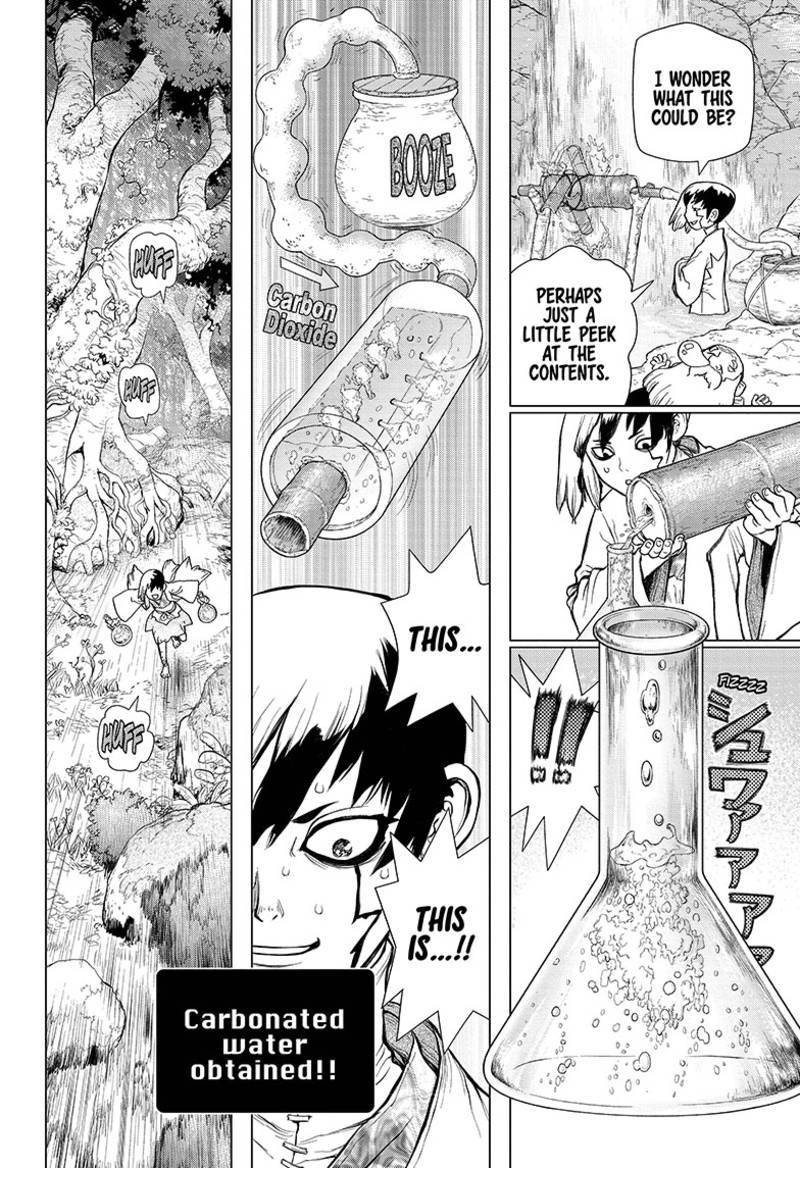 I WONDER
WHAT THIS
COULD BE?
PERHAPS
JUST A
LITTLE PEEK
AT THE
CONTENTS.
FIZZZZ
シュワァァァァ
!!
BOOZE
Carbon
Dioxide
THIS...
THIS
IS...!!
Carbonated
water
obtained!!
HUFF
HUFF
HUFF